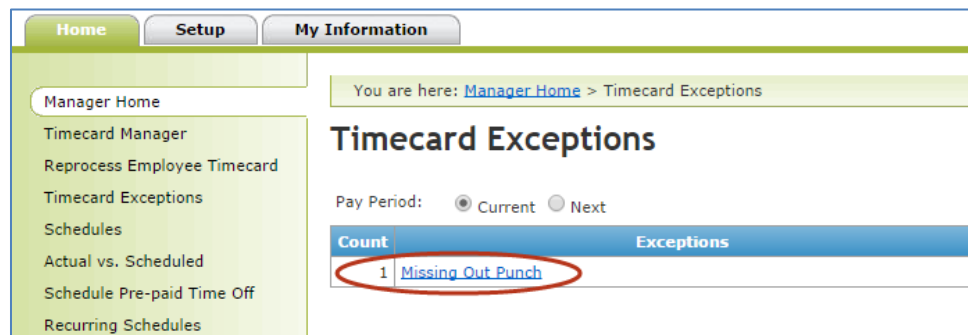 Home Setup My Information
Manager Home
Timecard Manager
Reprocess Employee Timecard
Timecard Exceptions
Schedules
Actual vs. Scheduled
Schedule Pre-paid Time Off
Recurring Schedules
You are here: Manager Home > Timecard Exceptions
Timecard Exceptions
Pay Period: Current Next
Count Exceptions
1 Missing Out Punch